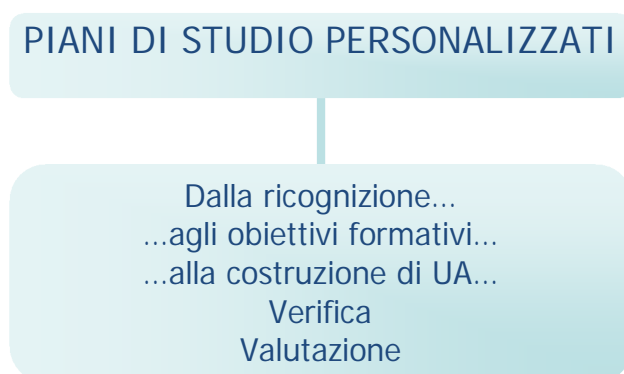 PIANI DI STUDIO PERSONALIZZATI
Dalla ricognizione...
...agli obiettivi formativi...
...alla costruzione di UA...
Verifica
Valutazione